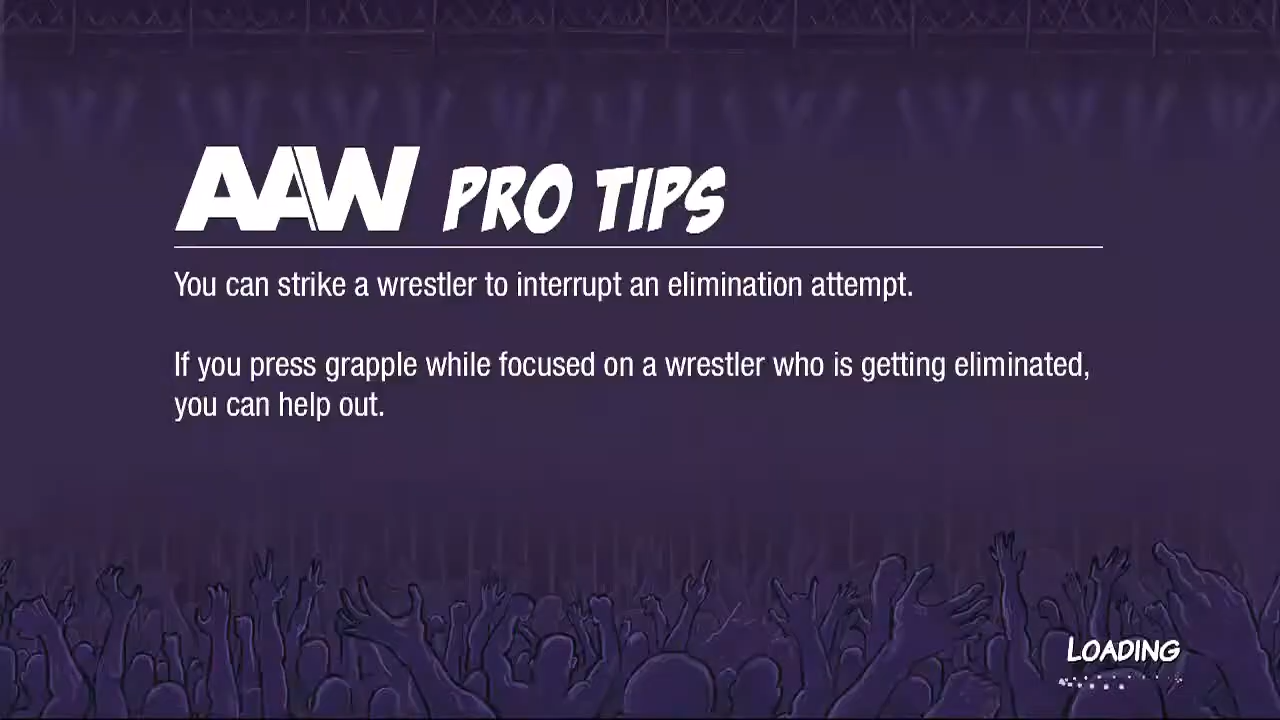 AAW PRO TIPS
You can strike a wrestler to interrupt an elimination attempt.
If you press grapple while focused on a wrestler who is getting eliminated,
you can help out.
LOADING